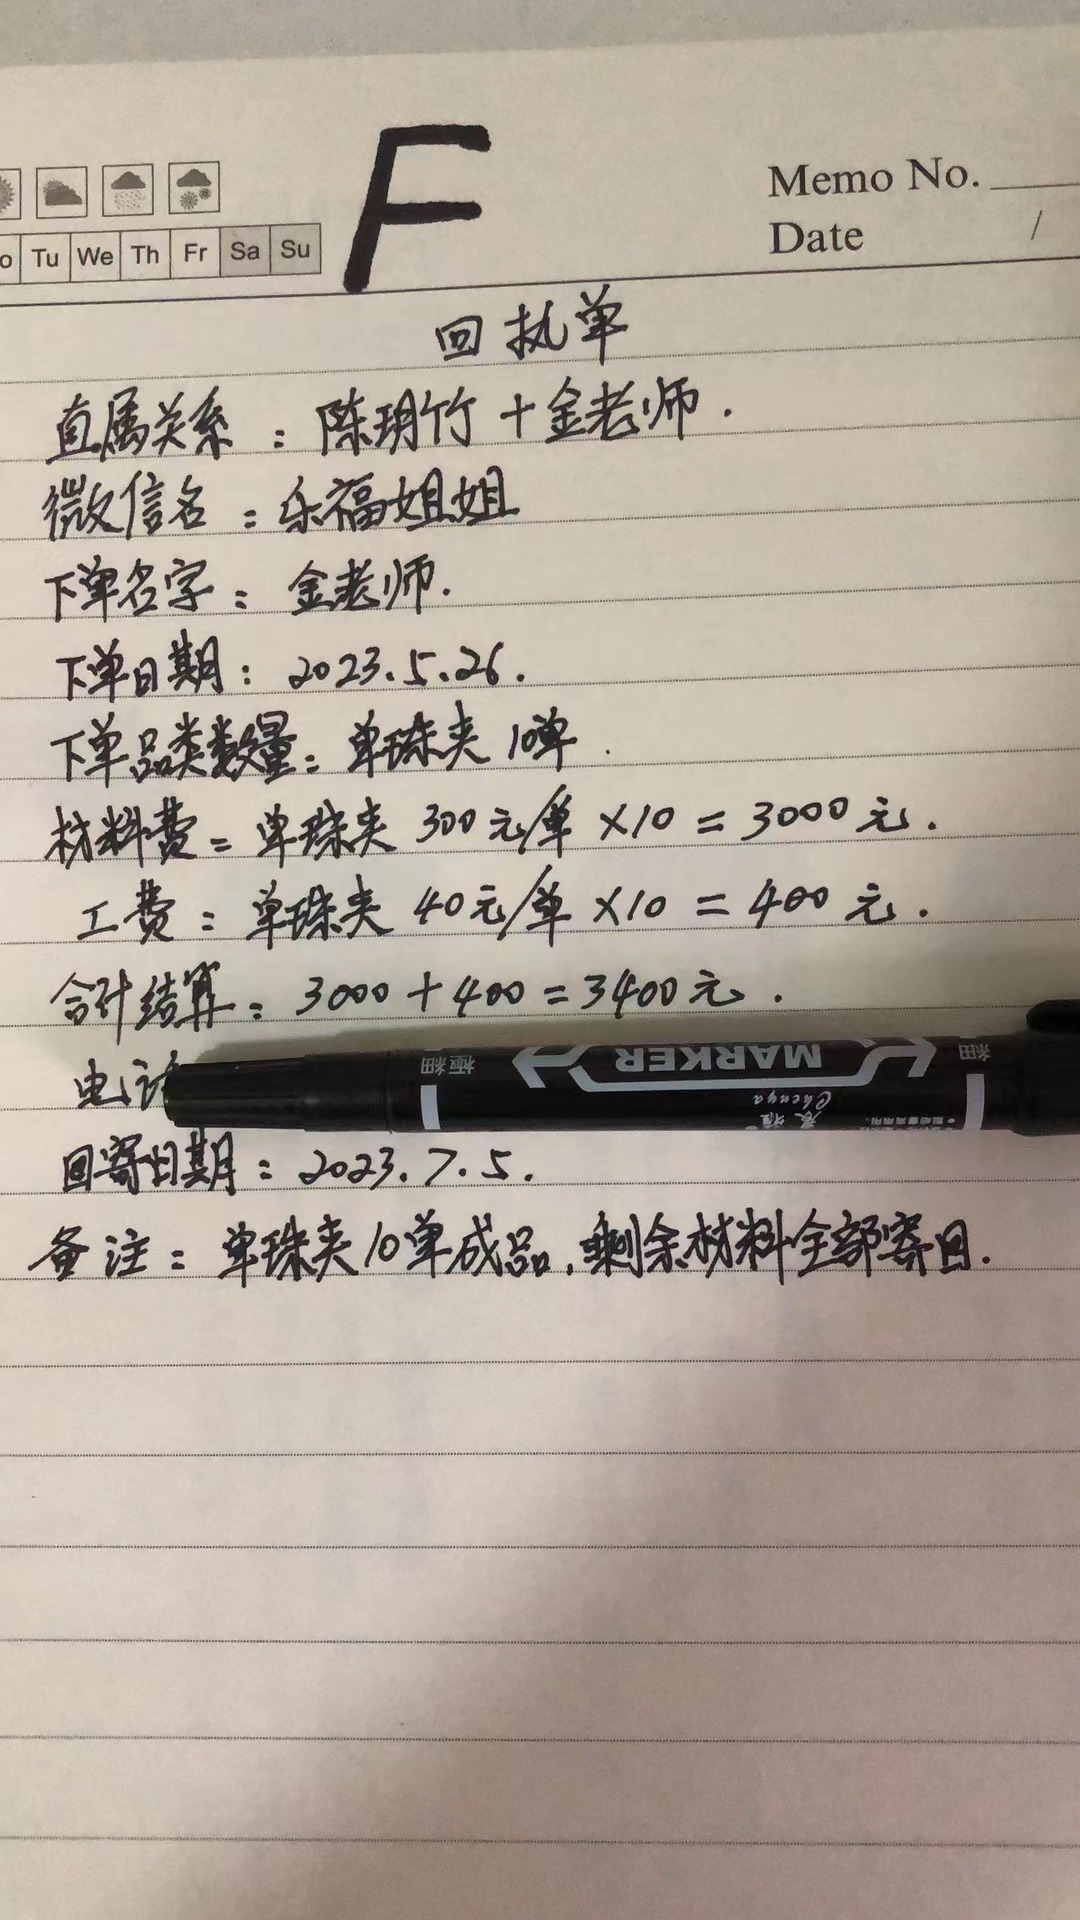 F
Memo No.
Date /
Tu We Th Fr Sa Su
回执单
直属关系：陈玥竹+金老师.
微信名：乐福姐姐
下单名字：金老师.
下单日期：2023.5.26.
下单品类数量：单珠夹 10单.
材料费：单珠夹 300元/单 ×10 = 3000元.
工费：单珠夹 40元/单 ×10 = 400元.
合计结算：3000+400=3400元.
MARKER
極細
細
Chenya
电话
回寄日期：2023.7.5.
备注：单珠夹10单成品,剩余材料全部寄回.